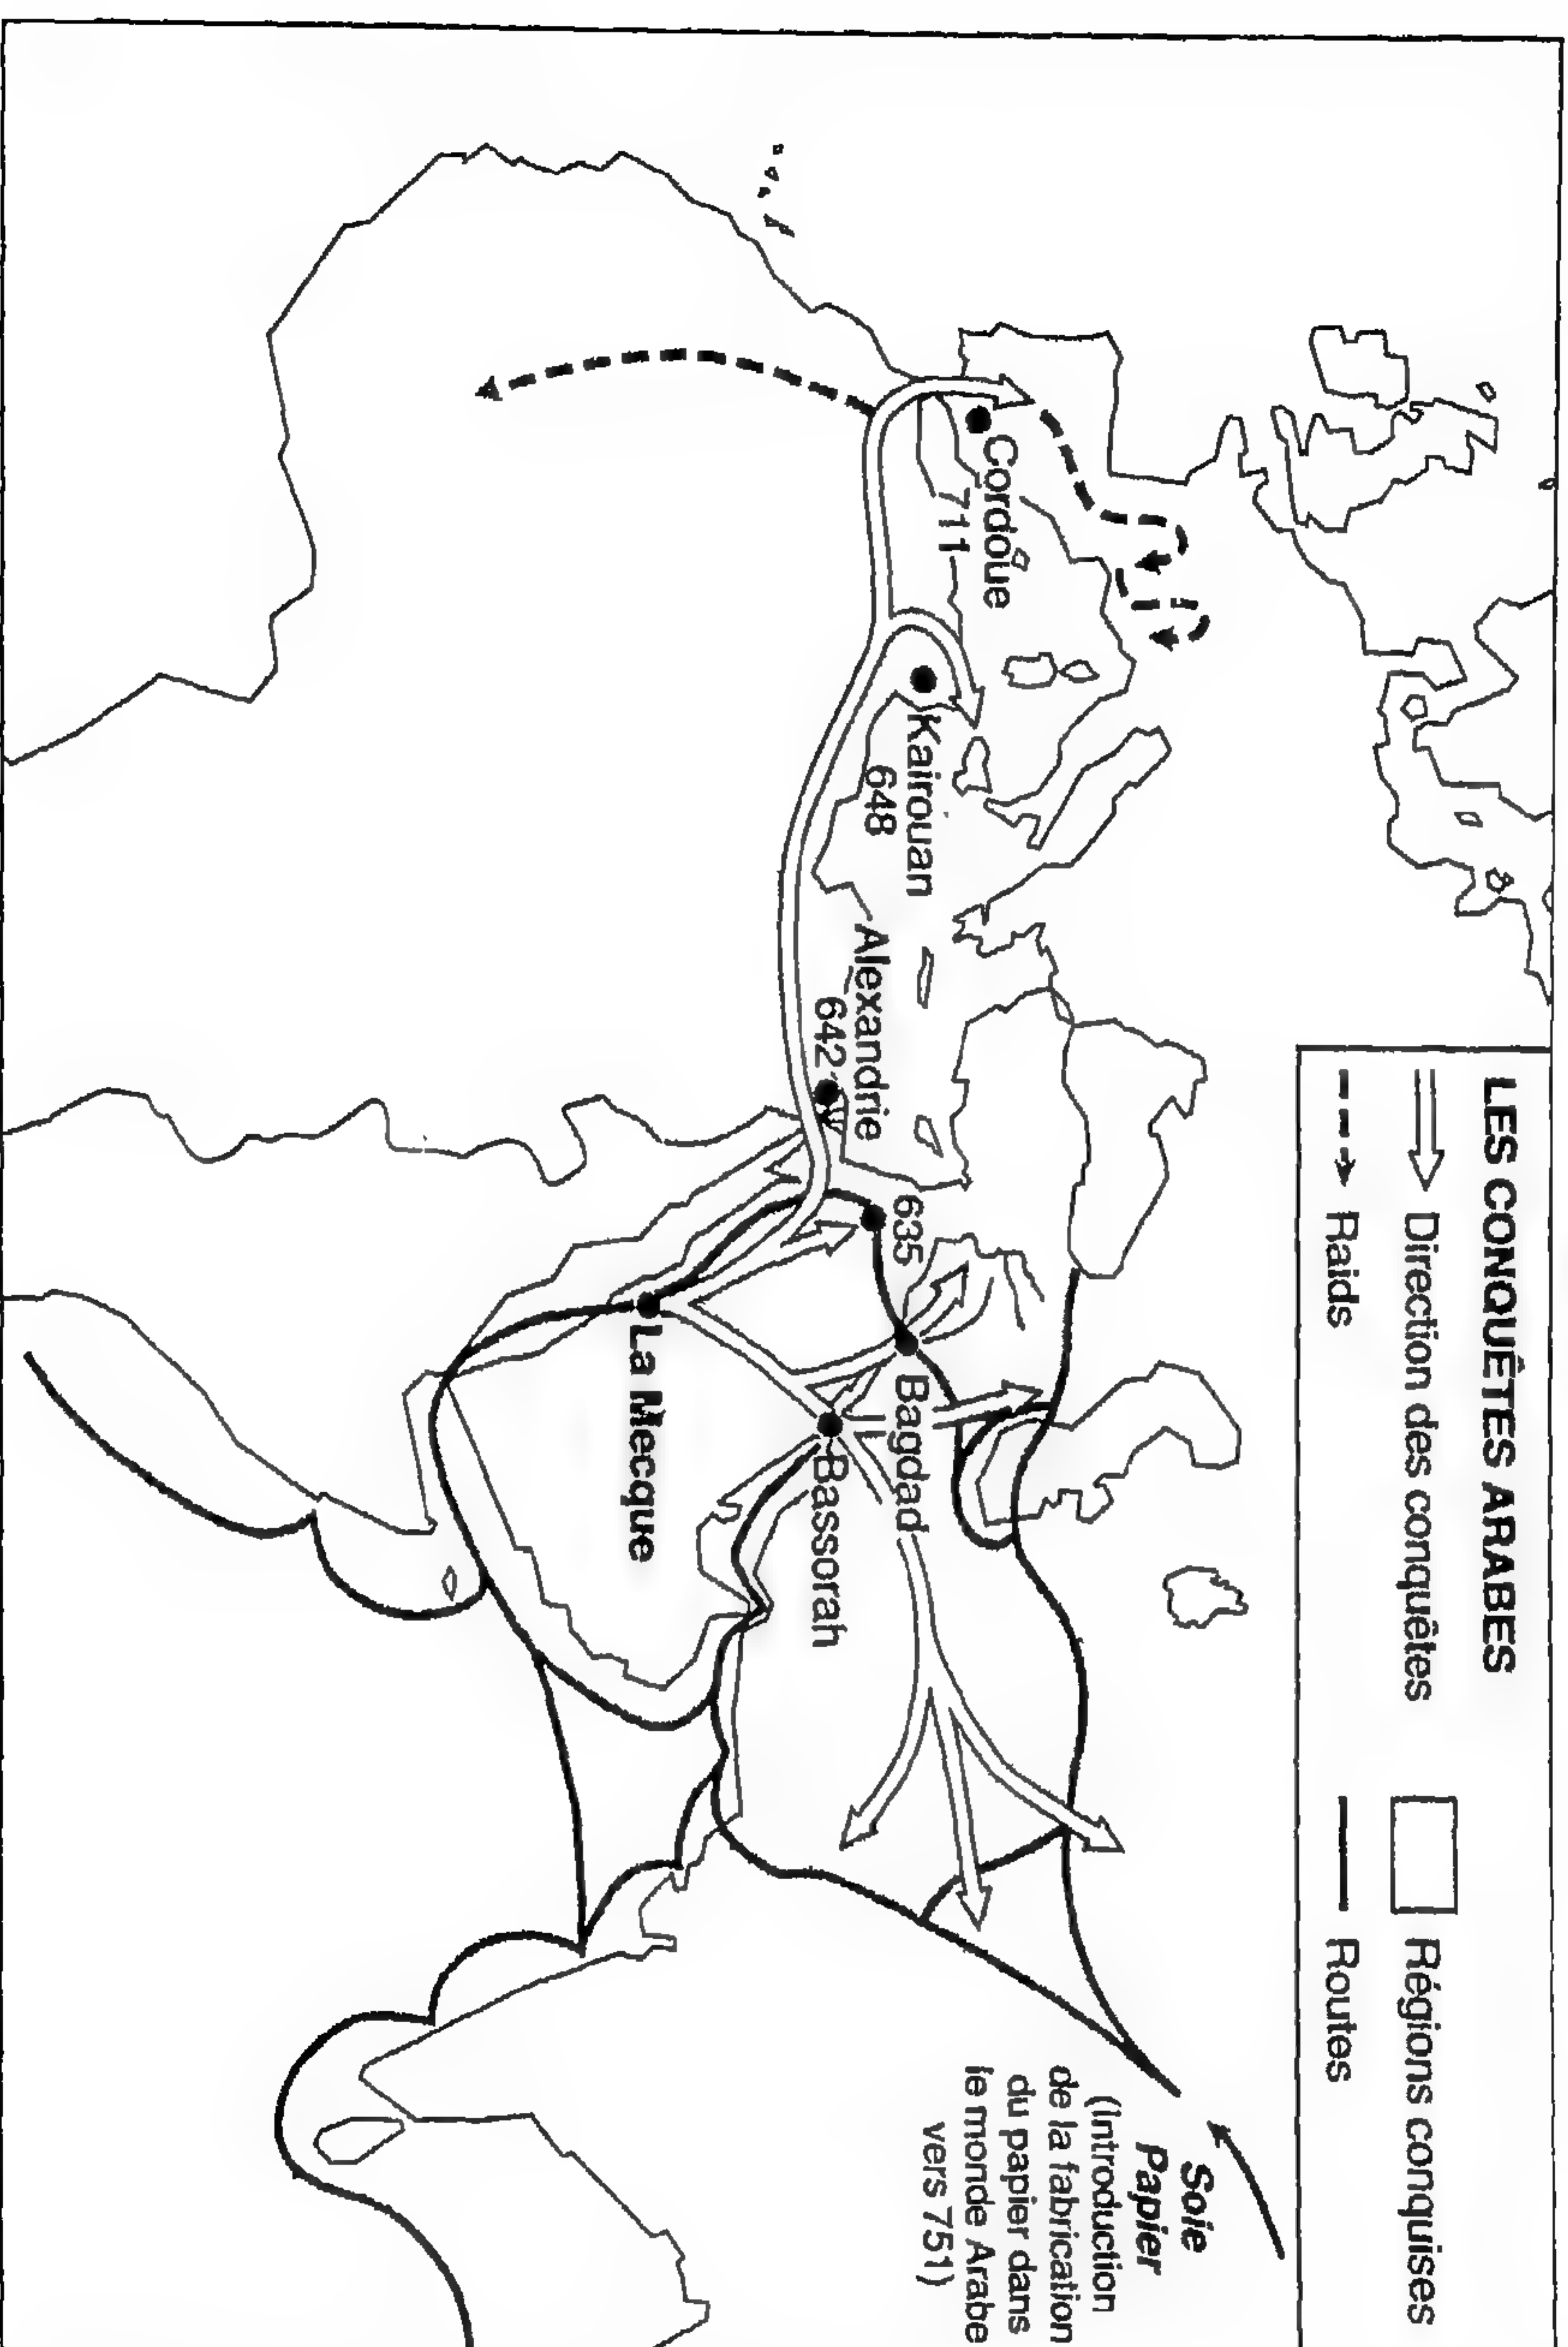 LES CONQUÊTES ARABES
Direction des conquêtes
Régions conquises
Raids
Routes
Soie
Papier
(introduction
de la fabrication
du papier dans
le monde Arabe
vers 751)
Cordoue
711
Kairouan
648
Alexandrie
642
635
Bagdad
Bassorah
La Mecque